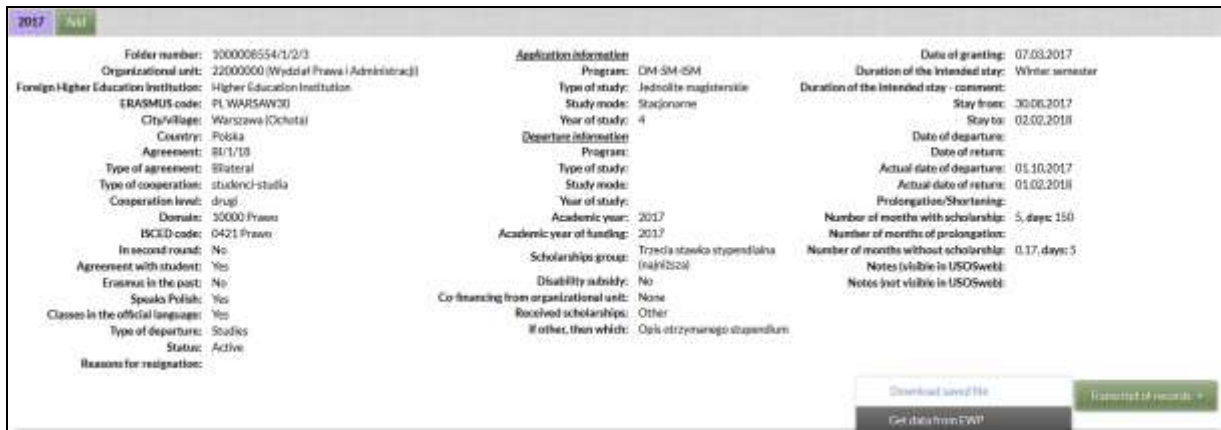 2017 Add
Folder number: 1000008554/1/2/3
Organizational unit: 22000000 (Wydział Prawa i Administracji)
Foreign Higher Education Institution: Higher Education Institution
ERASMUS code: PL WARSAW30
City/village: Warszawa (Ochota)
Country: Polska
Agreement: BI/1/18
Type of agreement: Bilateral
Type of cooperation: studenci-studia
Cooperation level: drugi
Domain: 10000 Prawo
ISCED code: 0421 Prawo
In second round: No
Agreement with student: Yes
Erasmus in the past: No
Speaks Polish: Yes
Classes in the official language: Yes
Type of departure: Studies
Status: Active
Reasons for resignation:
Application information
Program: DM-SM-ISM
Type of study: Jednolite magisterskie
Study mode: Stacjonarne
Year of study: 4
Departure information
Program:
Type of study:
Study mode:
Year of study:
Academic year: 2017
Academic year of funding: 2017
Scholarships group: Trzecia stawka stypendialna
(najniższa)
Disability subsidy: No
Co-financing from organizational unit: None
Received scholarships: Other
If other, then which: Opis otrzymanego stupendium
Date of granting: 07.03.2017
Duration of the intended stay: Winter semester
Duration of the intended stay - comment:
Stay from: 30.08.2017
Stay to: 02.02.2018
Date of departure:
Date of return:
Actual date of departure: 01.10.2017
Actual date of return: 01.02.2018
Prolongation/Shortening:
Number of months with scholarship: 5, days: 150
Number of months of prolongation:
Number of months without scholarship: 0.17, days: 5
Notes (visible in USOSweb):
Notes (not visible in USOSweb):
Download saved file
Transcript of records
Get data from EWP